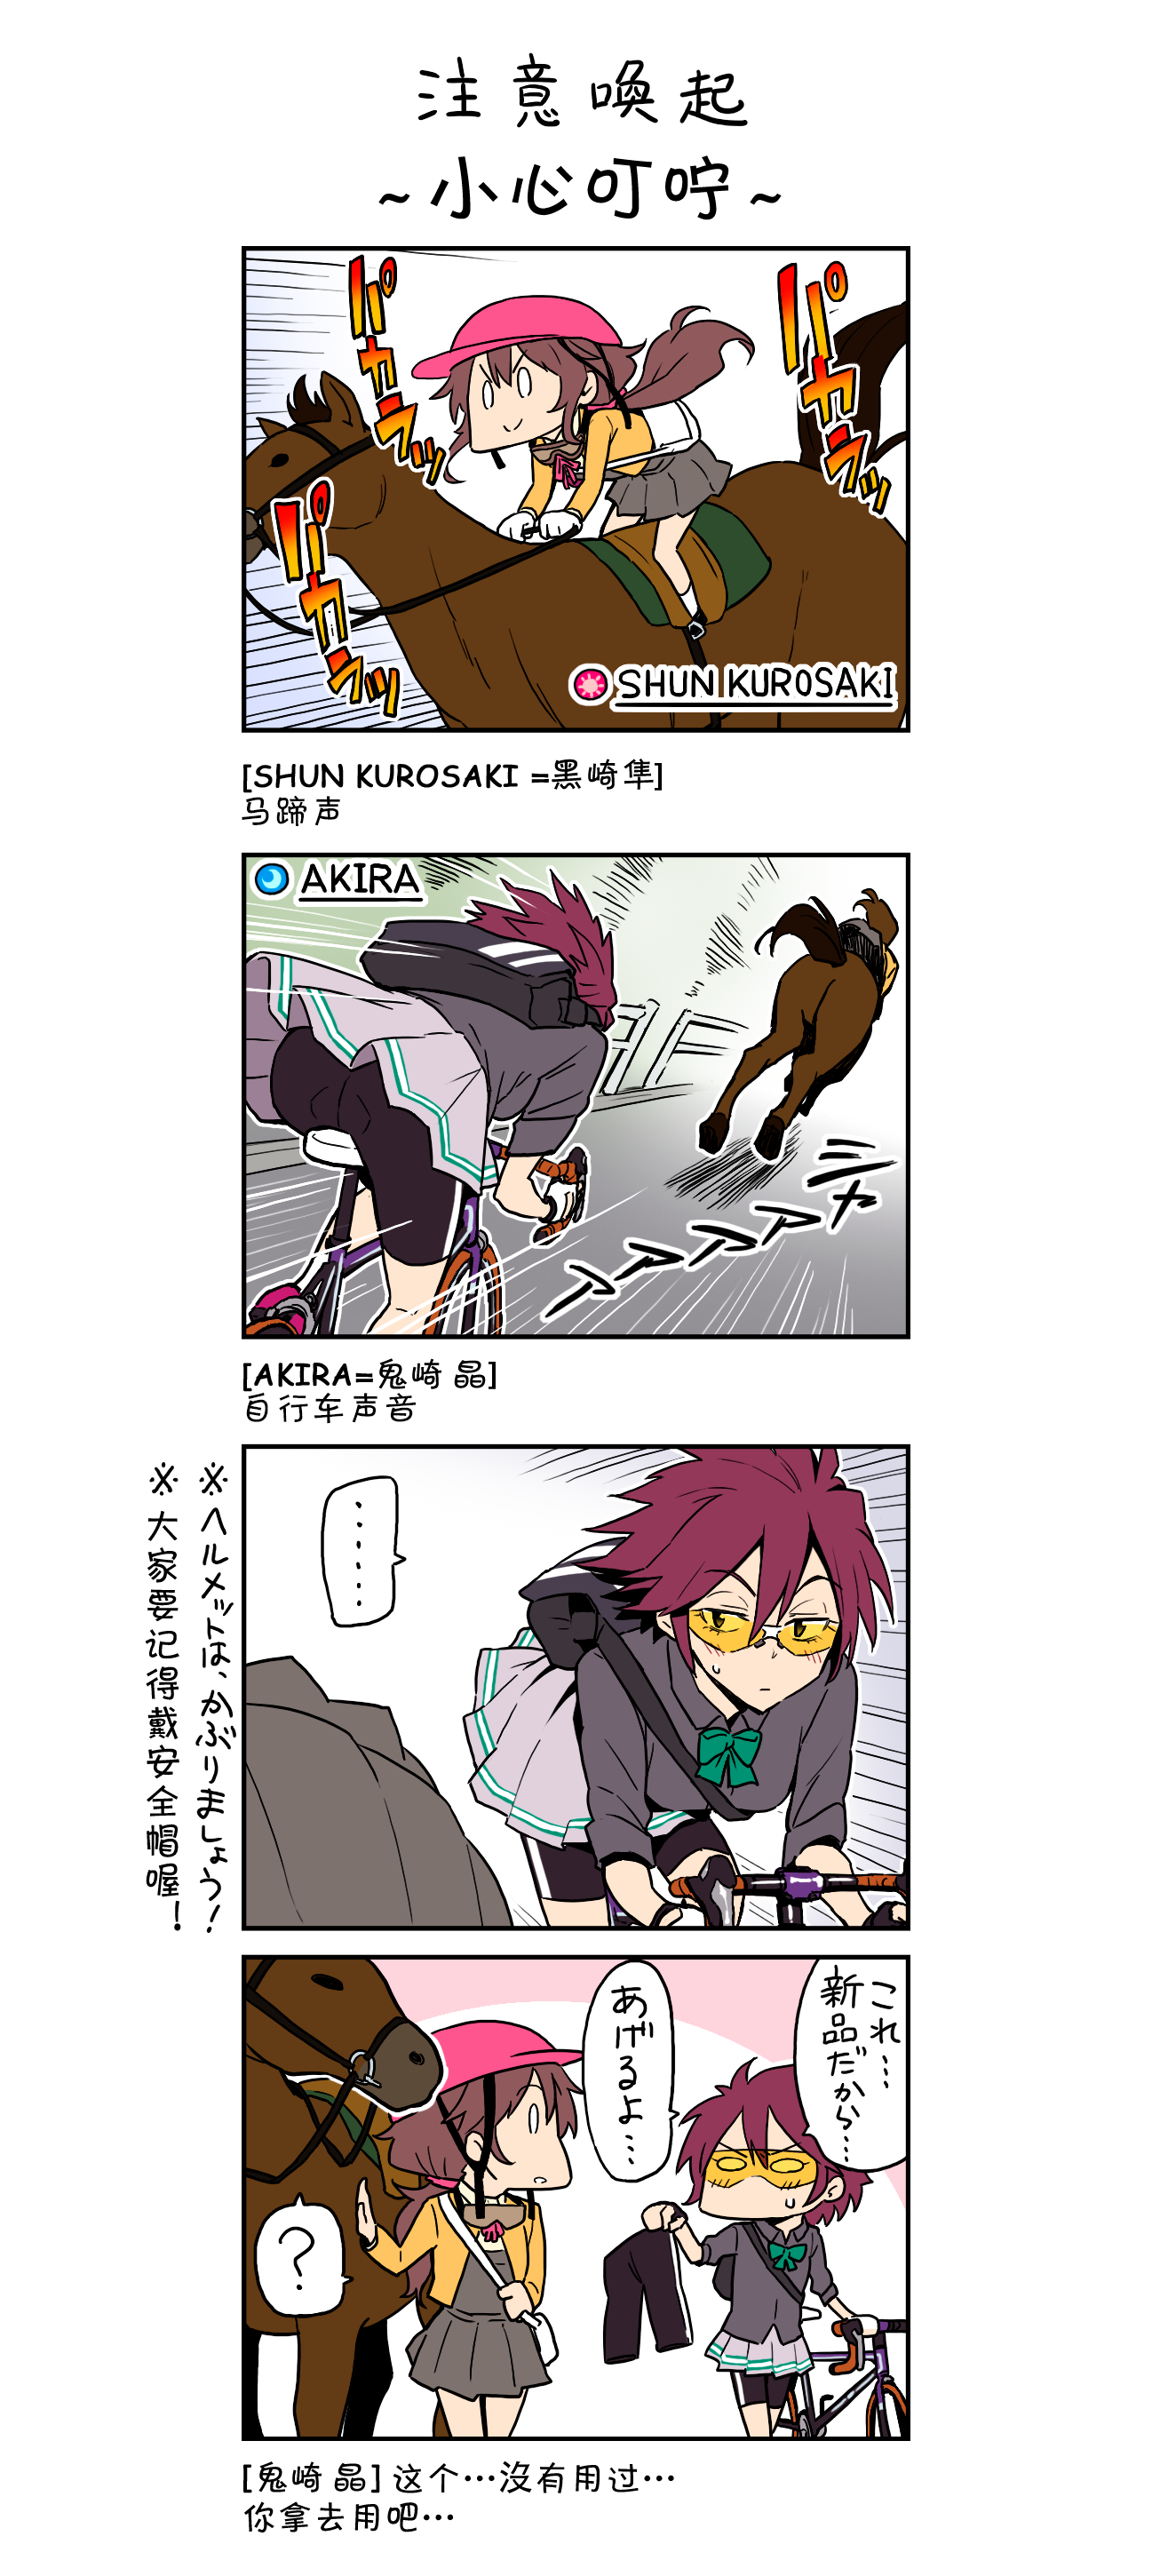 注意喚起
~小心叮咛~
パカラッ
パカラッ
パカラッ
SHUN KUROSAKI
[SHUN KUROSAKI =黑崎隼]
马蹄声
AKIRA
シャアアアア
[AKIRA=鬼崎 晶]
自行车声音
……
※ヘルメットは、かぶりましょう!
※大家要记得戴安全帽喔!
これ…
新品だから…
あげるよ…
?
[鬼崎 晶] 这个…沒有用过…
你拿去用吧…